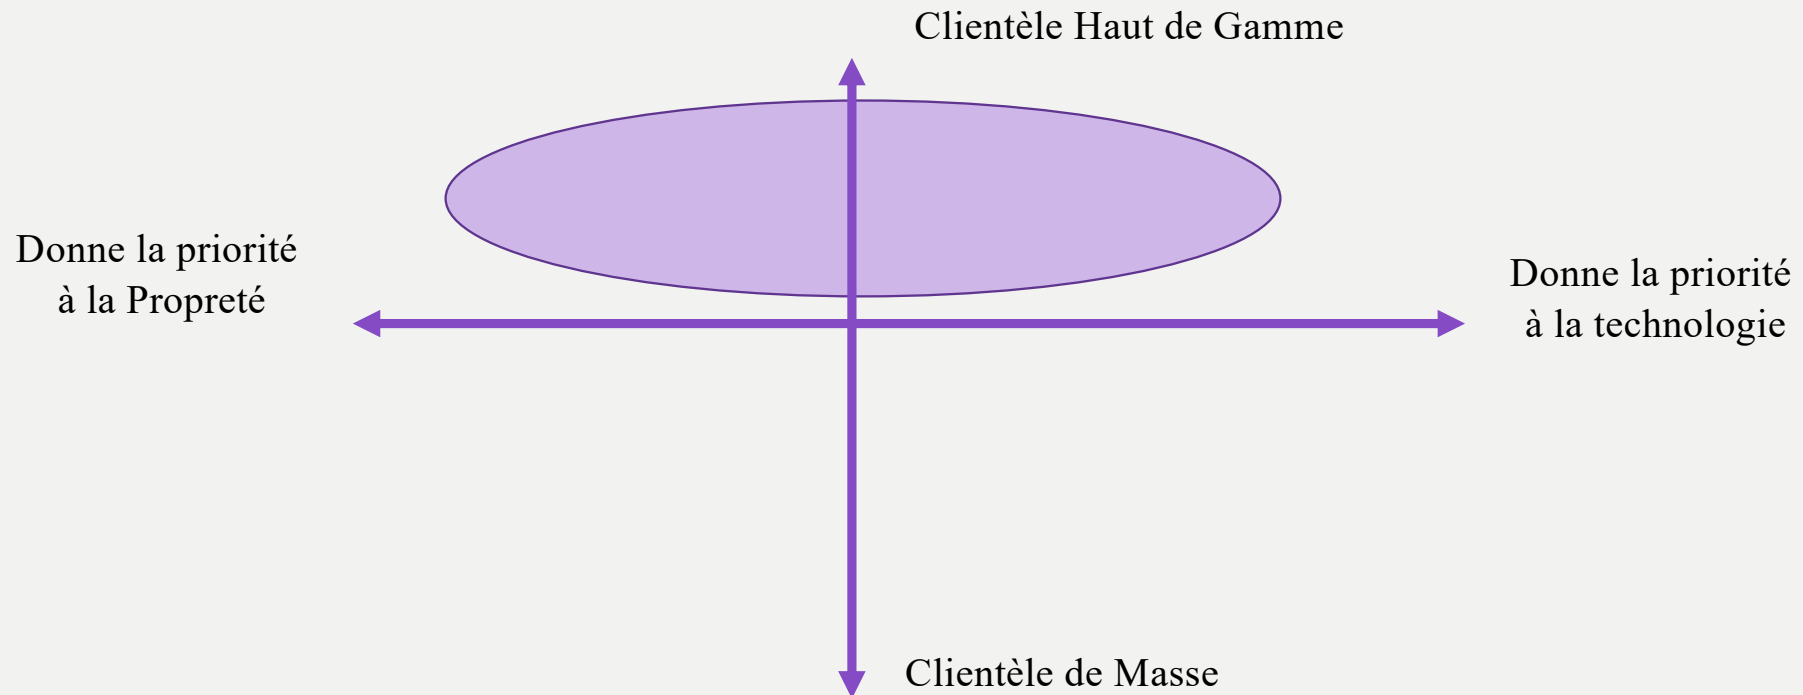 Clientèle Haut de Gamme
Donne la priorité
à la Propreté
Donne la priorité
à la technologie
Clientèle de Masse